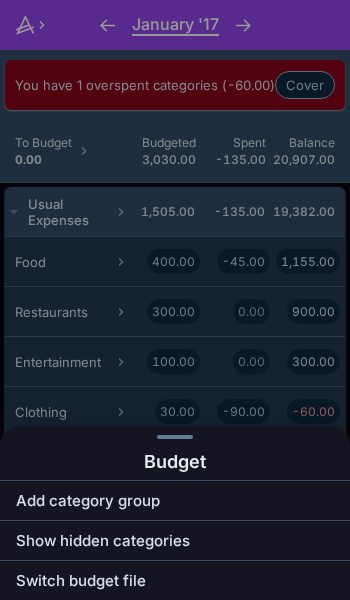 January '17
You have 1 overspent categories (-60.00) Cover
To Budget Budgeted Spent Balance
0.00 3,030.00 -135.00 20,907.00
Usual Expenses 1,505.00 -135.00 19,382.00
Food 400.00 -45.00 1,155.00
Restaurants 300.00 0.00 900.00
Entertainment 100.00 0.00 300.00
Clothing 30.00 -90.00 -60.00
Budget
Add category group
Show hidden categories
Switch budget file